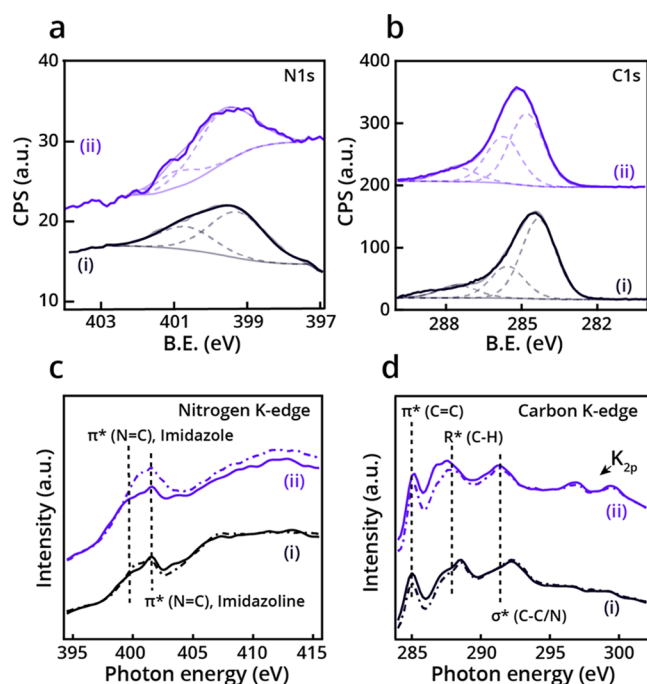 a
N1s
40
30
20
10
CPS (a.u.)
(ii)
(i)
403
401
399
397
B.E. (eV)
b
C1s
400
300
200
150
0
CPS (a.u.)
(ii)
(i)
288
285
282
B.E. (eV)
c
Nitrogen K-edge
π* (N=C), Imidazole
(ii)
(i)
π* (N=C), Imidazoline
Intensity (a.u.)
395
400
405
410
415
Photon energy (eV)
d
π* (C=C)
Carbon K-edge
R* (C-H)
K2p
(ii)
(i)
σ* (C-C/N)
Intensity (a.u.)
285
290
295
300
Photon energy (eV)